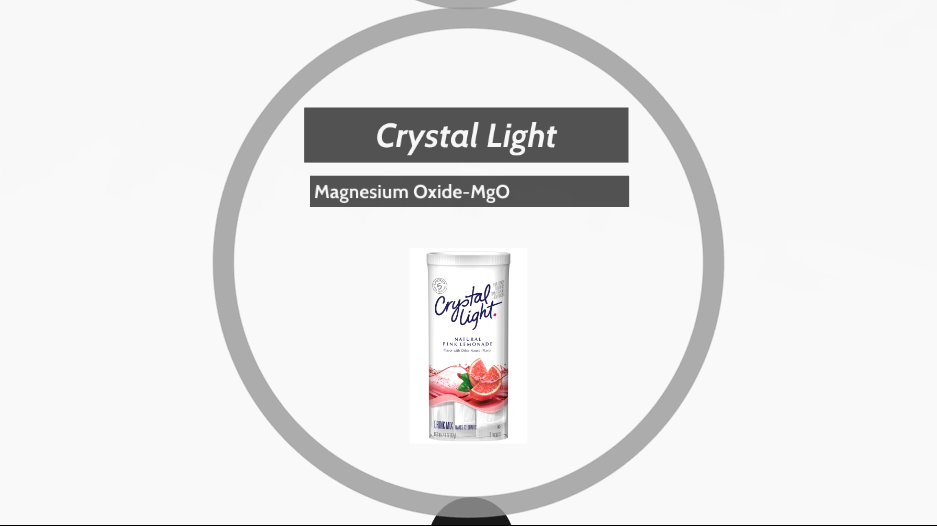 Crystal Light
Magnesium Oxide-MgO
Crystal
Light.
NATURAL
PINK LEMONADE